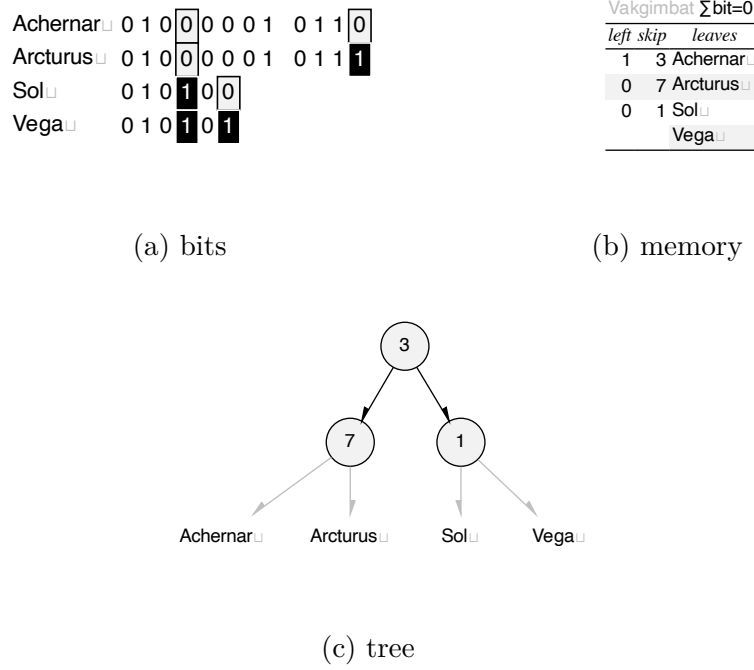 Achernar␣ 0 1 0 0 0 0 0 1 0 1 1 0
Arcturus␣ 0 1 0 0 0 0 0 1 0 1 1 1
Sol␣ 0 1 0 1 0 0
Vega␣ 0 1 0 1 0 1
(a) bits
Vakgimbat ∑bit=0
left skip leaves
1 3 Achernar␣
0 7 Arcturus␣
0 1 Sol␣
Vega␣
(b) memory
3
7 1
Achernar␣ Arcturus␣ Sol␣ Vega␣
(c) tree